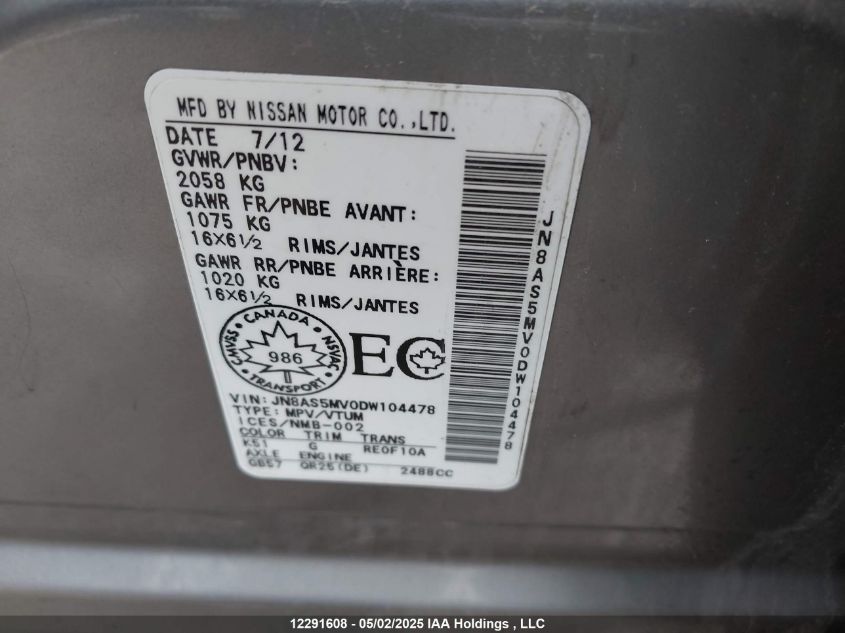 MFD BY NISSAN MOTOR CO.,LTD.
DATE 7/12
GVWR/PNBV:
2058 KG
GAWR FR/PNBE AVANT:
1075 KG
16X6½ RIMS/JANTES
GAWR RR/PNBE ARRIÈRE:
1020 KG
16X6½ RIMS/JANTES
CANADA
CMVSS 986 NSVAC
TRANSPORT
EC
VIN: JN8AS5MV0DW104478
TYPE: MPV/VTUM
ICES/NMB-002
COLOR TRIM TRANS
K51 G RE0F10A
AXLE ENGINE
GB57 QR25(DE) 2488CC
JN8AS5MV0DW104478
12291608 - 05/02/2025 IAA Holdings , LLC